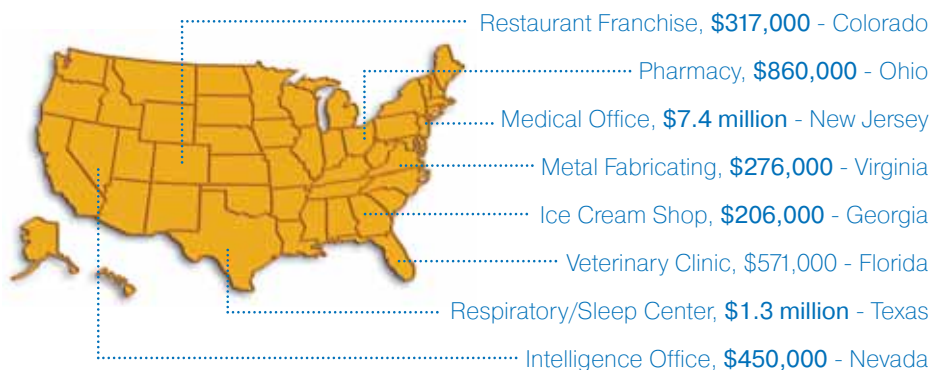 Restaurant Franchise, $317,000 - Colorado
Pharmacy, $860,000 - Ohio
Medical Office, $7.4 million - New Jersey
Metal Fabricating, $276,000 - Virginia
Ice Cream Shop, $206,000 - Georgia
Veterinary Clinic, $571,000 - Florida
Respiratory/Sleep Center, $1.3 million - Texas
Intelligence Office, $450,000 - Nevada